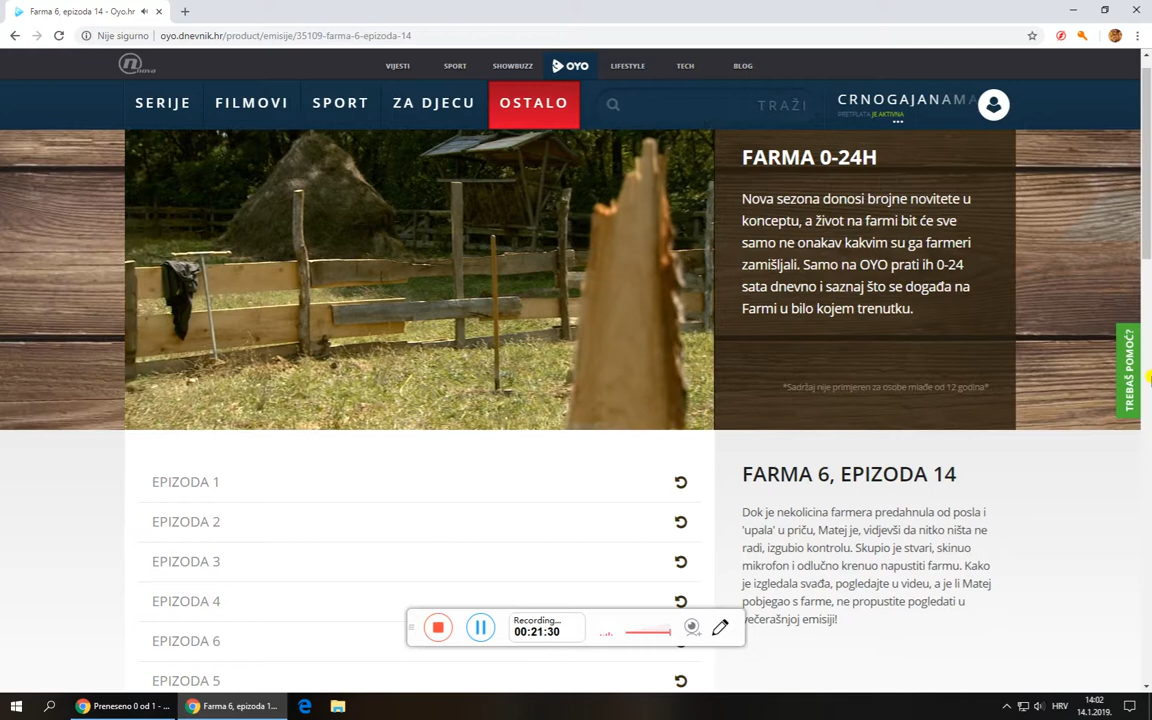 Farma 6, epizoda 14 - Oyo.hr
Nije sigurno
oyo.dnevnik.hr/product/emisije/35109-farma-6-epizoda-14
nova
VIJESTI
SPORT
SHOWBUZZ
OYO
LIFESTYLE
TECH
BLOG
SERIJE
FILMOVI
SPORT
ZA DJECU
OSTALO
TRAŽI
CRNOGAJANAMA
PRETPLATA JE AKTIVNA
FARMA 0-24H
Nova sezona donosi brojne novitete u
konceptu, a život na farmi bit će sve
samo ne onakav kakvim su ga farmeri
zamišljali. Samo na OYO prati ih 0-24
sata dnevno i saznaj što se događa na
Farmi u bilo kojem trenutku.
*Sadržaj nije primjeren za osobe mlađe od 12 godina*
TREBAŠ POMOĆ?
EPIZODA 1
EPIZODA 2
EPIZODA 3
EPIZODA 4
EPIZODA 6
EPIZODA 5
FARMA 6, EPIZODA 14
Dok je nekolicina farmera predahnula od posla i
'upala' u priču, Matej je, vidjevši da nitko ništa ne
radi, izgubio kontrolu. Skupio je stvari, skinuo
mikrofon i odlučno krenuo napustiti farmu. Kako
je izgledala svađa, pogledajte u videu, a je li Matej
pobjegao s farme, ne propustite pogledati u
večerašnjoj emisiji!
Recording...
00:21:30
Preneseno 0 od 1 - ...
Farma 6, epizoda 1...
HRV
14:02
14.1.2019.